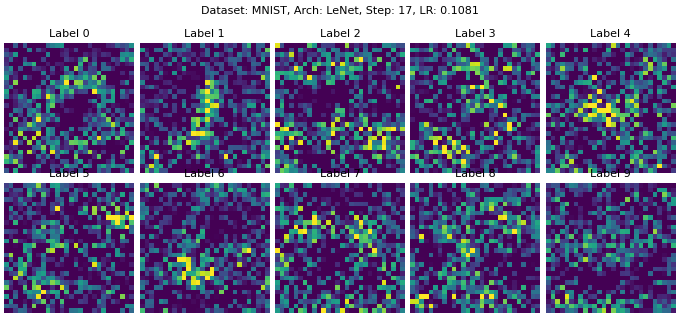 Dataset: MNIST, Arch: LeNet, Step: 17, LR: 0.1081
Label 0 Label 1 Label 2 Label 3 Label 4
Label 5 Label 6 Label 7 Label 8 Label 9